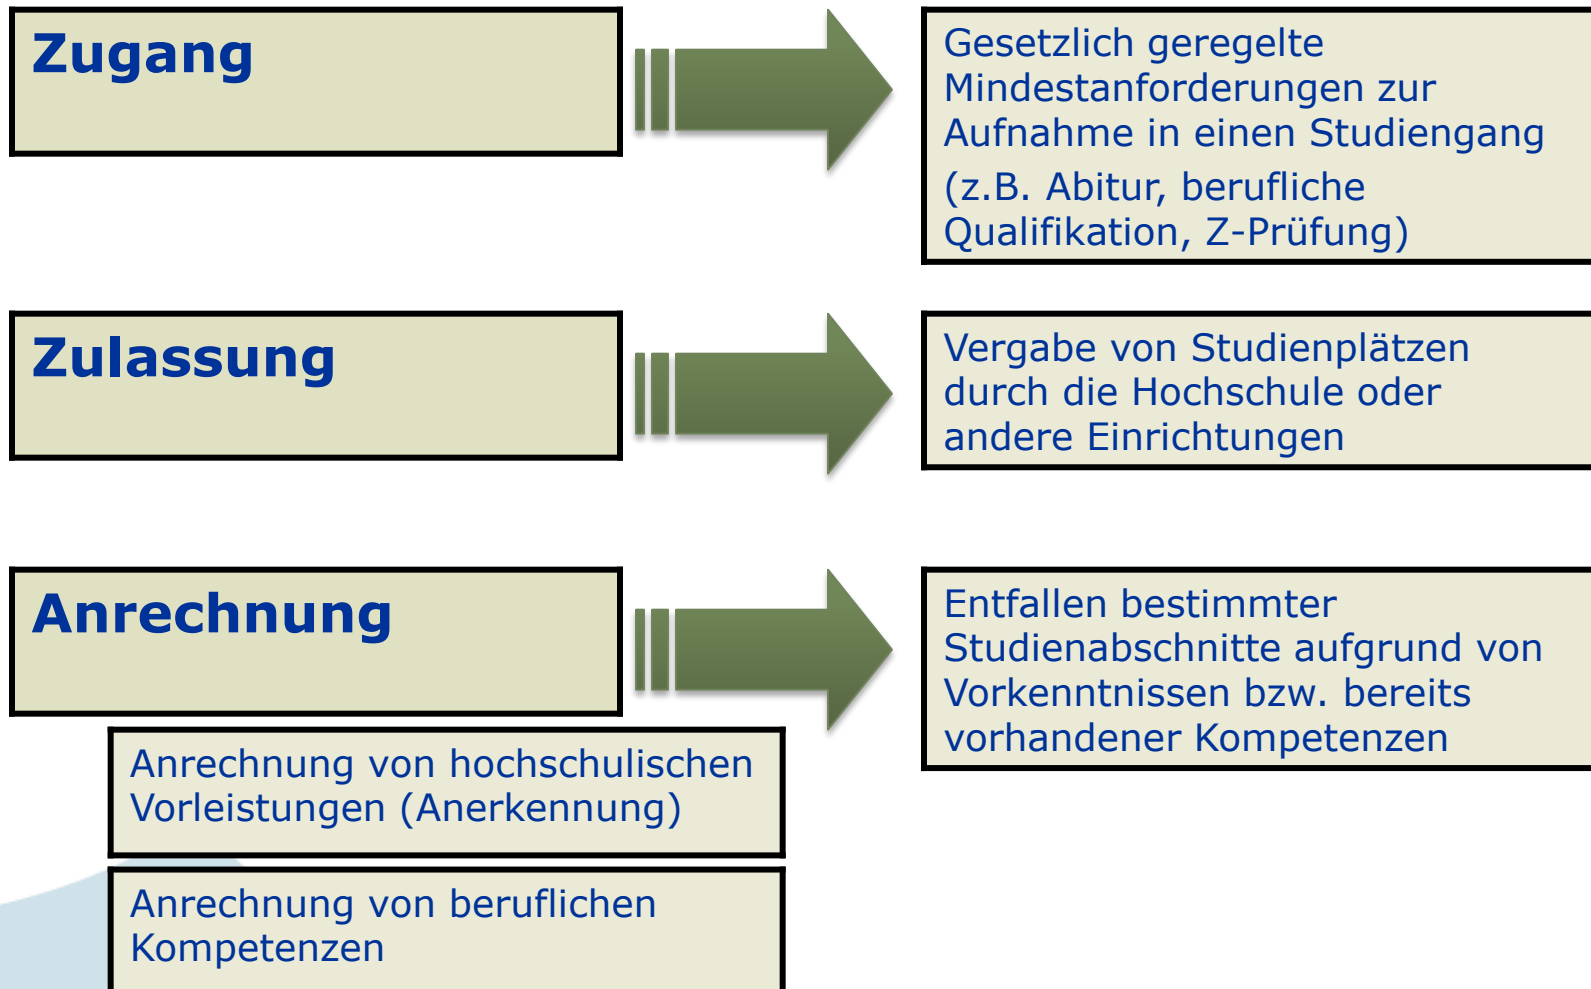 Zugang
Gesetzlich geregelte
Mindestanforderungen zur
Aufnahme in einen Studiengang
(z.B. Abitur, berufliche
Qualifikation, Z-Prüfung)
Zulassung
Vergabe von Studienplätzen
durch die Hochschule oder
andere Einrichtungen
Anrechnung
Entfallen bestimmter
Studienabschnitte aufgrund von
Vorkenntnissen bzw. bereits
vorhandener Kompetenzen
Anrechnung von hochschulischen
Vorleistungen (Anerkennung)
Anrechnung von beruflichen
Kompetenzen